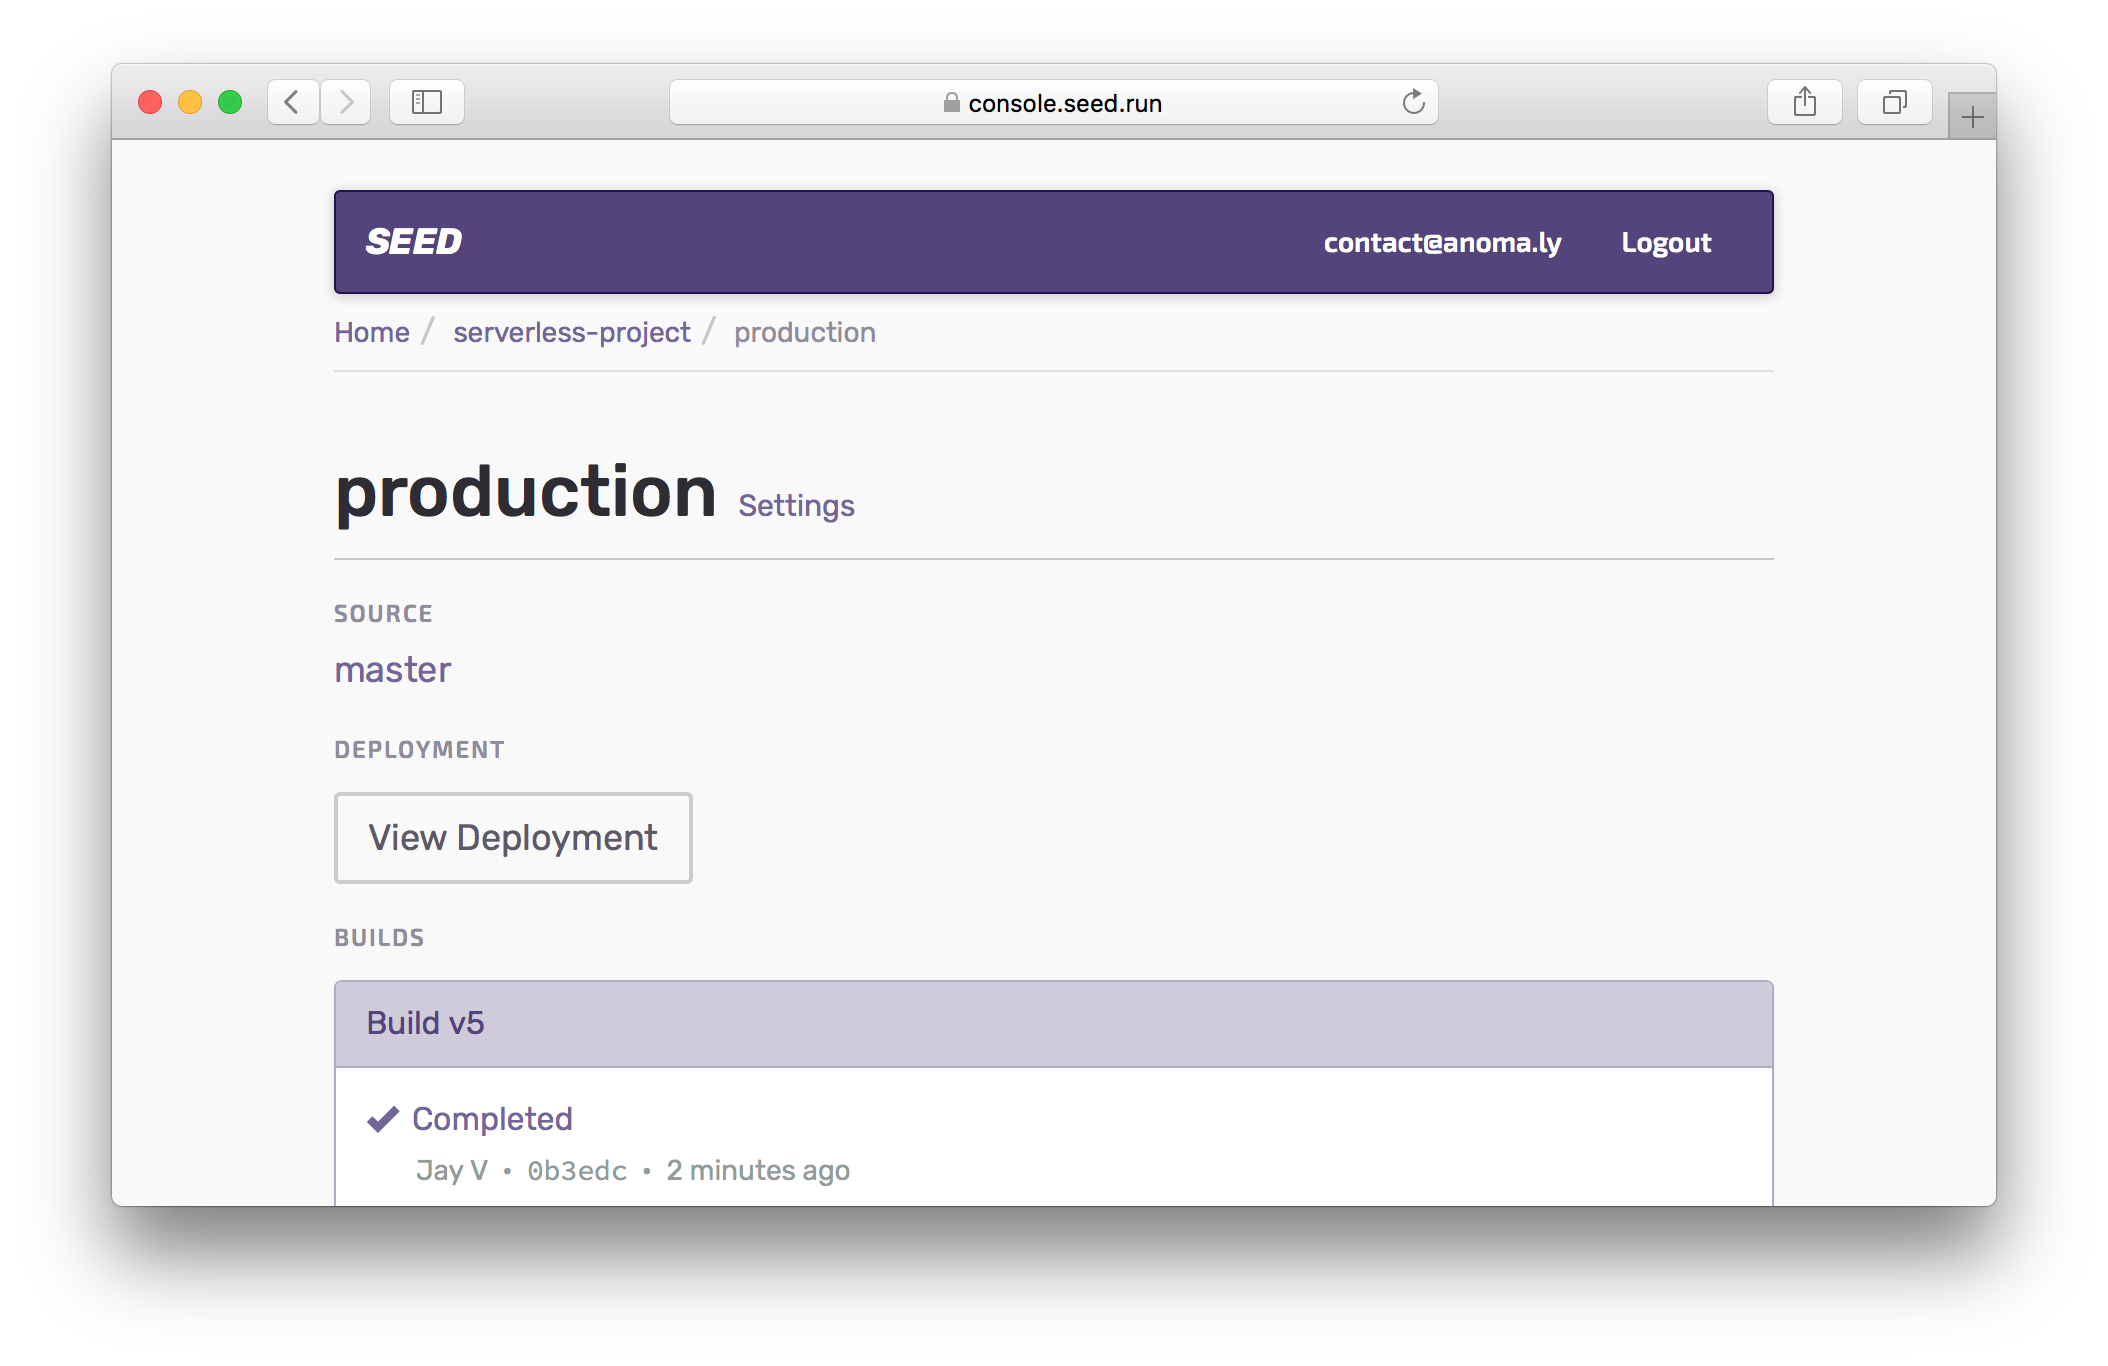 console.seed.run
SEED contact@anoma.ly Logout
Home / serverless-project / production
production Settings
SOURCE
master
DEPLOYMENT
View Deployment
BUILDS
Build v5
Completed
Jay V • 0b3edc • 2 minutes ago